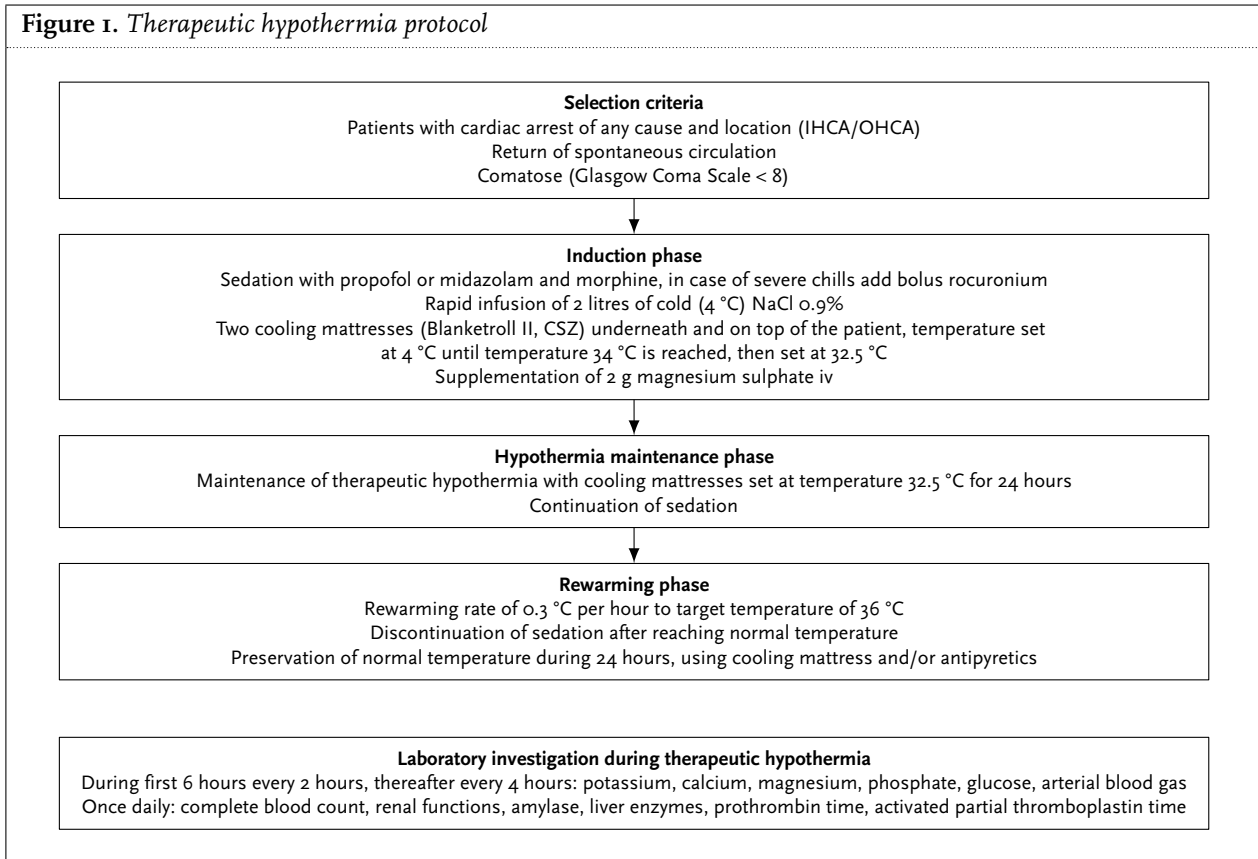 Figure 1. Therapeutic hypothermia protocol
Selection criteria
Patients with cardiac arrest of any cause and location (IHCA/OHCA)
Return of spontaneous circulation
Comatose (Glasgow Coma Scale < 8)
Induction phase
Sedation with propofol or midazolam and morphine, in case of severe chills add bolus rocuronium
Rapid infusion of 2 litres of cold (4 °C) NaCl 0.9%
Two cooling mattresses (Blanketroll II, CSZ) underneath and on top of the patient, temperature set
at 4 °C until temperature 34 °C is reached, then set at 32.5 °C
Supplementation of 2 g magnesium sulphate iv
Hypothermia maintenance phase
Maintenance of therapeutic hypothermia with cooling mattresses set at temperature 32.5 °C for 24 hours
Continuation of sedation
Rewarming phase
Rewarming rate of 0.3 °C per hour to target temperature of 36 °C
Discontinuation of sedation after reaching normal temperature
Preservation of normal temperature during 24 hours, using cooling mattress and/or antipyretics
Laboratory investigation during therapeutic hypothermia
During first 6 hours every 2 hours, thereafter every 4 hours: potassium, calcium, magnesium, phosphate, glucose, arterial blood gas
Once daily: complete blood count, renal functions, amylase, liver enzymes, prothrombin time, activated partial thromboplastin time